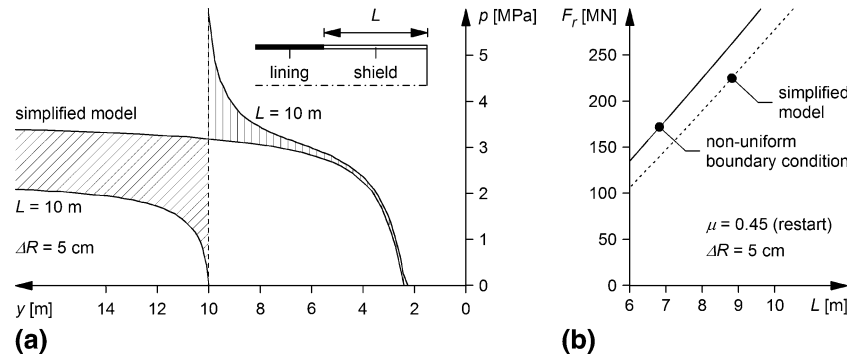 p [MPa]
L
5
lining
shield
simplified model
L = 10 m
4
3
2
L = 10 m
ΔR = 5 cm
1
0
y [m]
14
12
10
8
6
4
2
0
(a)
F_r [MN]
250
200
150
100
50
0
simplified
model
non-uniform
boundary condition
μ = 0.45 (restart)
ΔR = 5 cm
6
7
8
9
10
L [m]
(b)